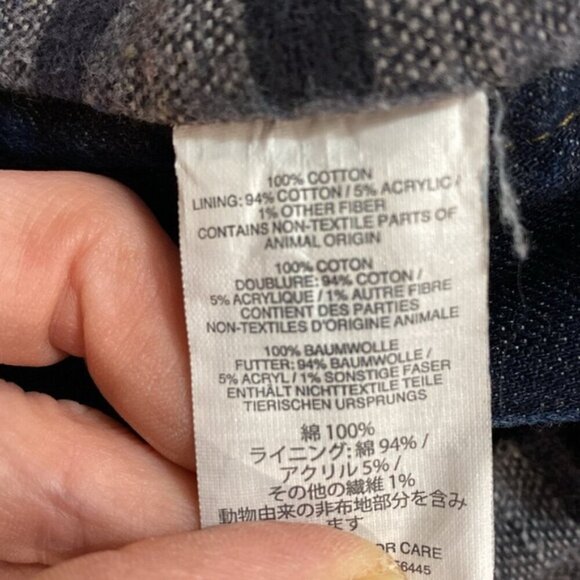 100% COTTON
LINING: 94% COTTON / 5% ACRYLIC /
1% OTHER FIBER
CONTAINS NON-TEXTILE PARTS OF
ANIMAL ORIGIN
100% COTON
DOUBLURE: 94% COTON /
5% ACRYLIQUE / 1% AUTRE FIBRE
CONTIENT DES PARTIES
NON-TEXTILES D'ORIGINE ANIMALE
100% BAUMWOLLE
FUTTER: 94% BAUMWOLLE /
5% ACRYL / 1% SONSTIGE FASER
ENTHÄLT NICHTTEXTILE TEILE
TIERISCHEN URSPRUNGS
綿 100%
ライニング: 綿 94% /
アクリル 5% /
その他の繊維 1%
動物由来の非布地部分を含み
ます
OR CARE
6445